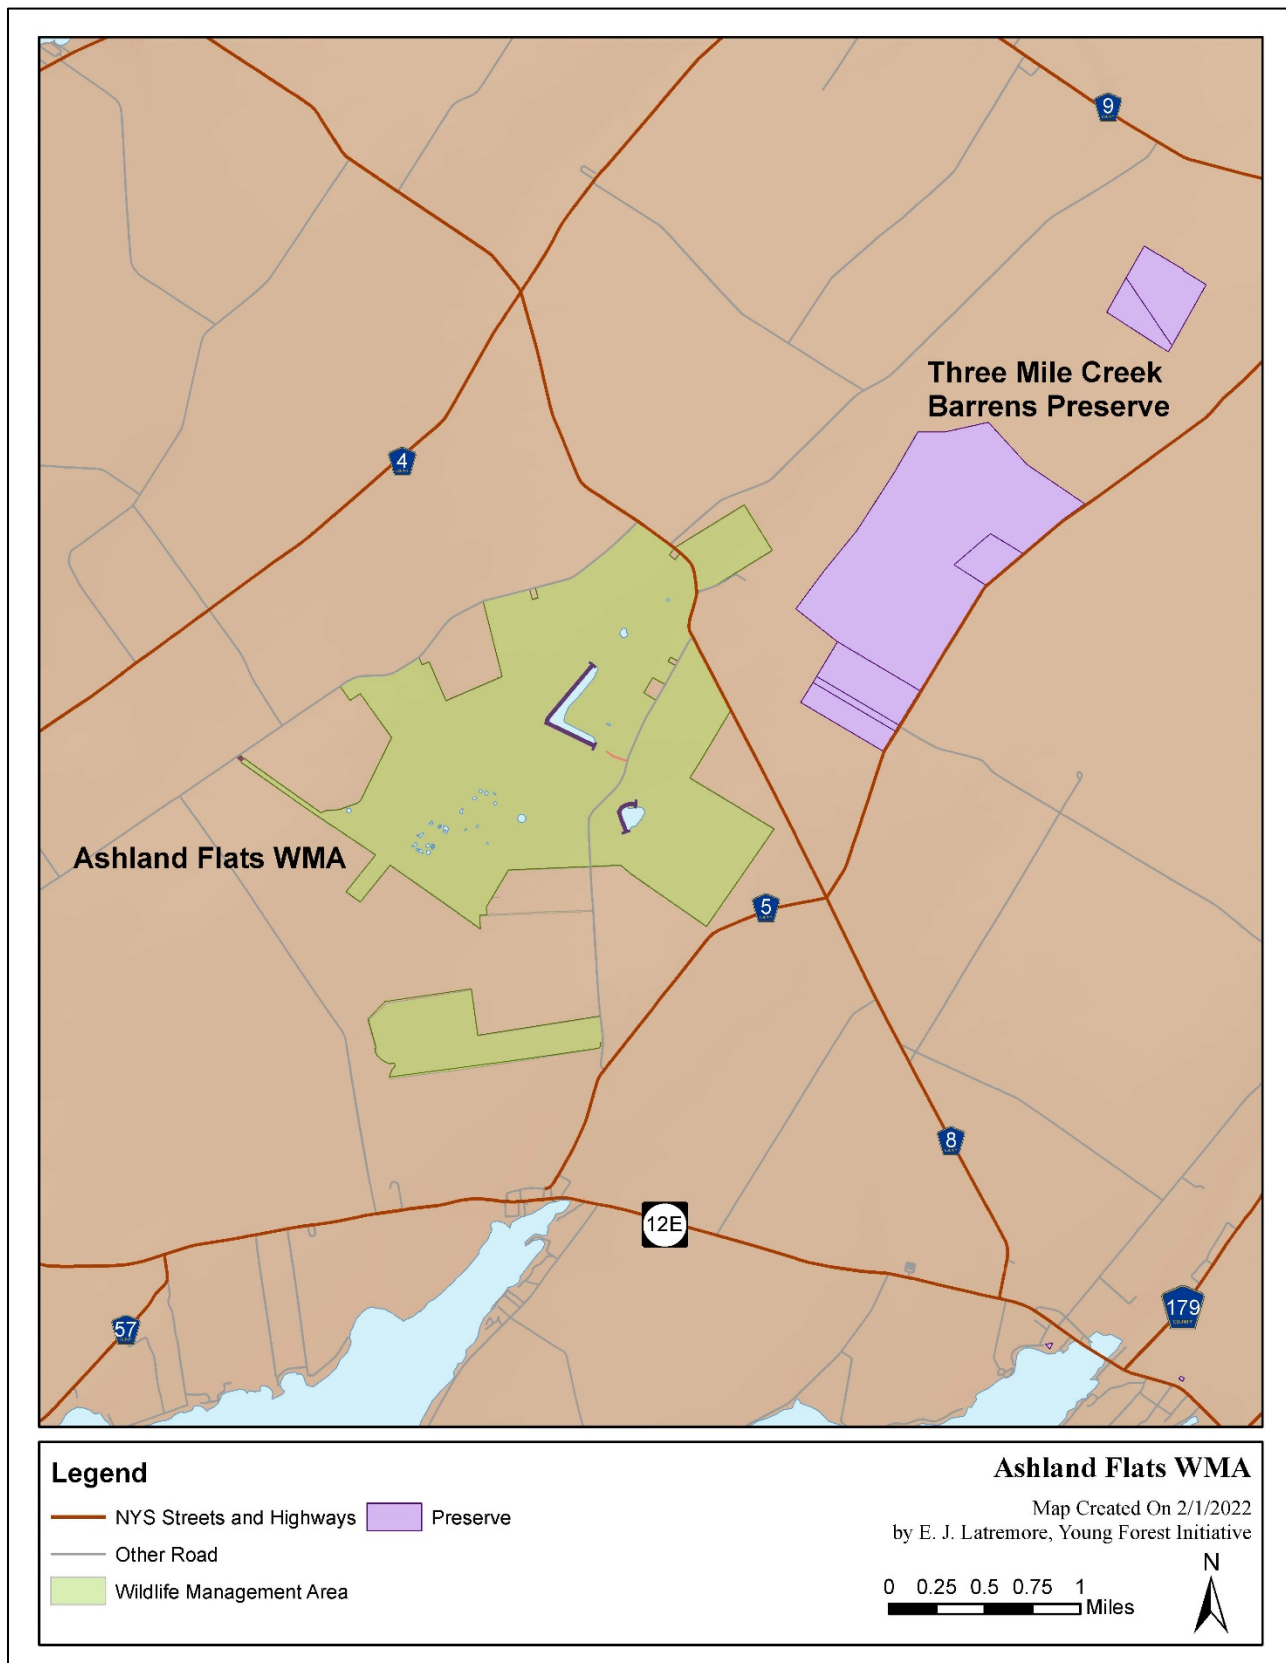 9
Three Mile Creek
Barrens Preserve
4
Ashland Flats WMA
5
8
12E
179
COUNTY
57
Legend
NYS Streets and Highways
Preserve
Other Road
Wildlife Management Area
Ashland Flats WMA
Map Created On 2/1/2022
by E. J. Latremore, Young Forest Initiative
N
0 0.25 0.5 0.75 1
Miles